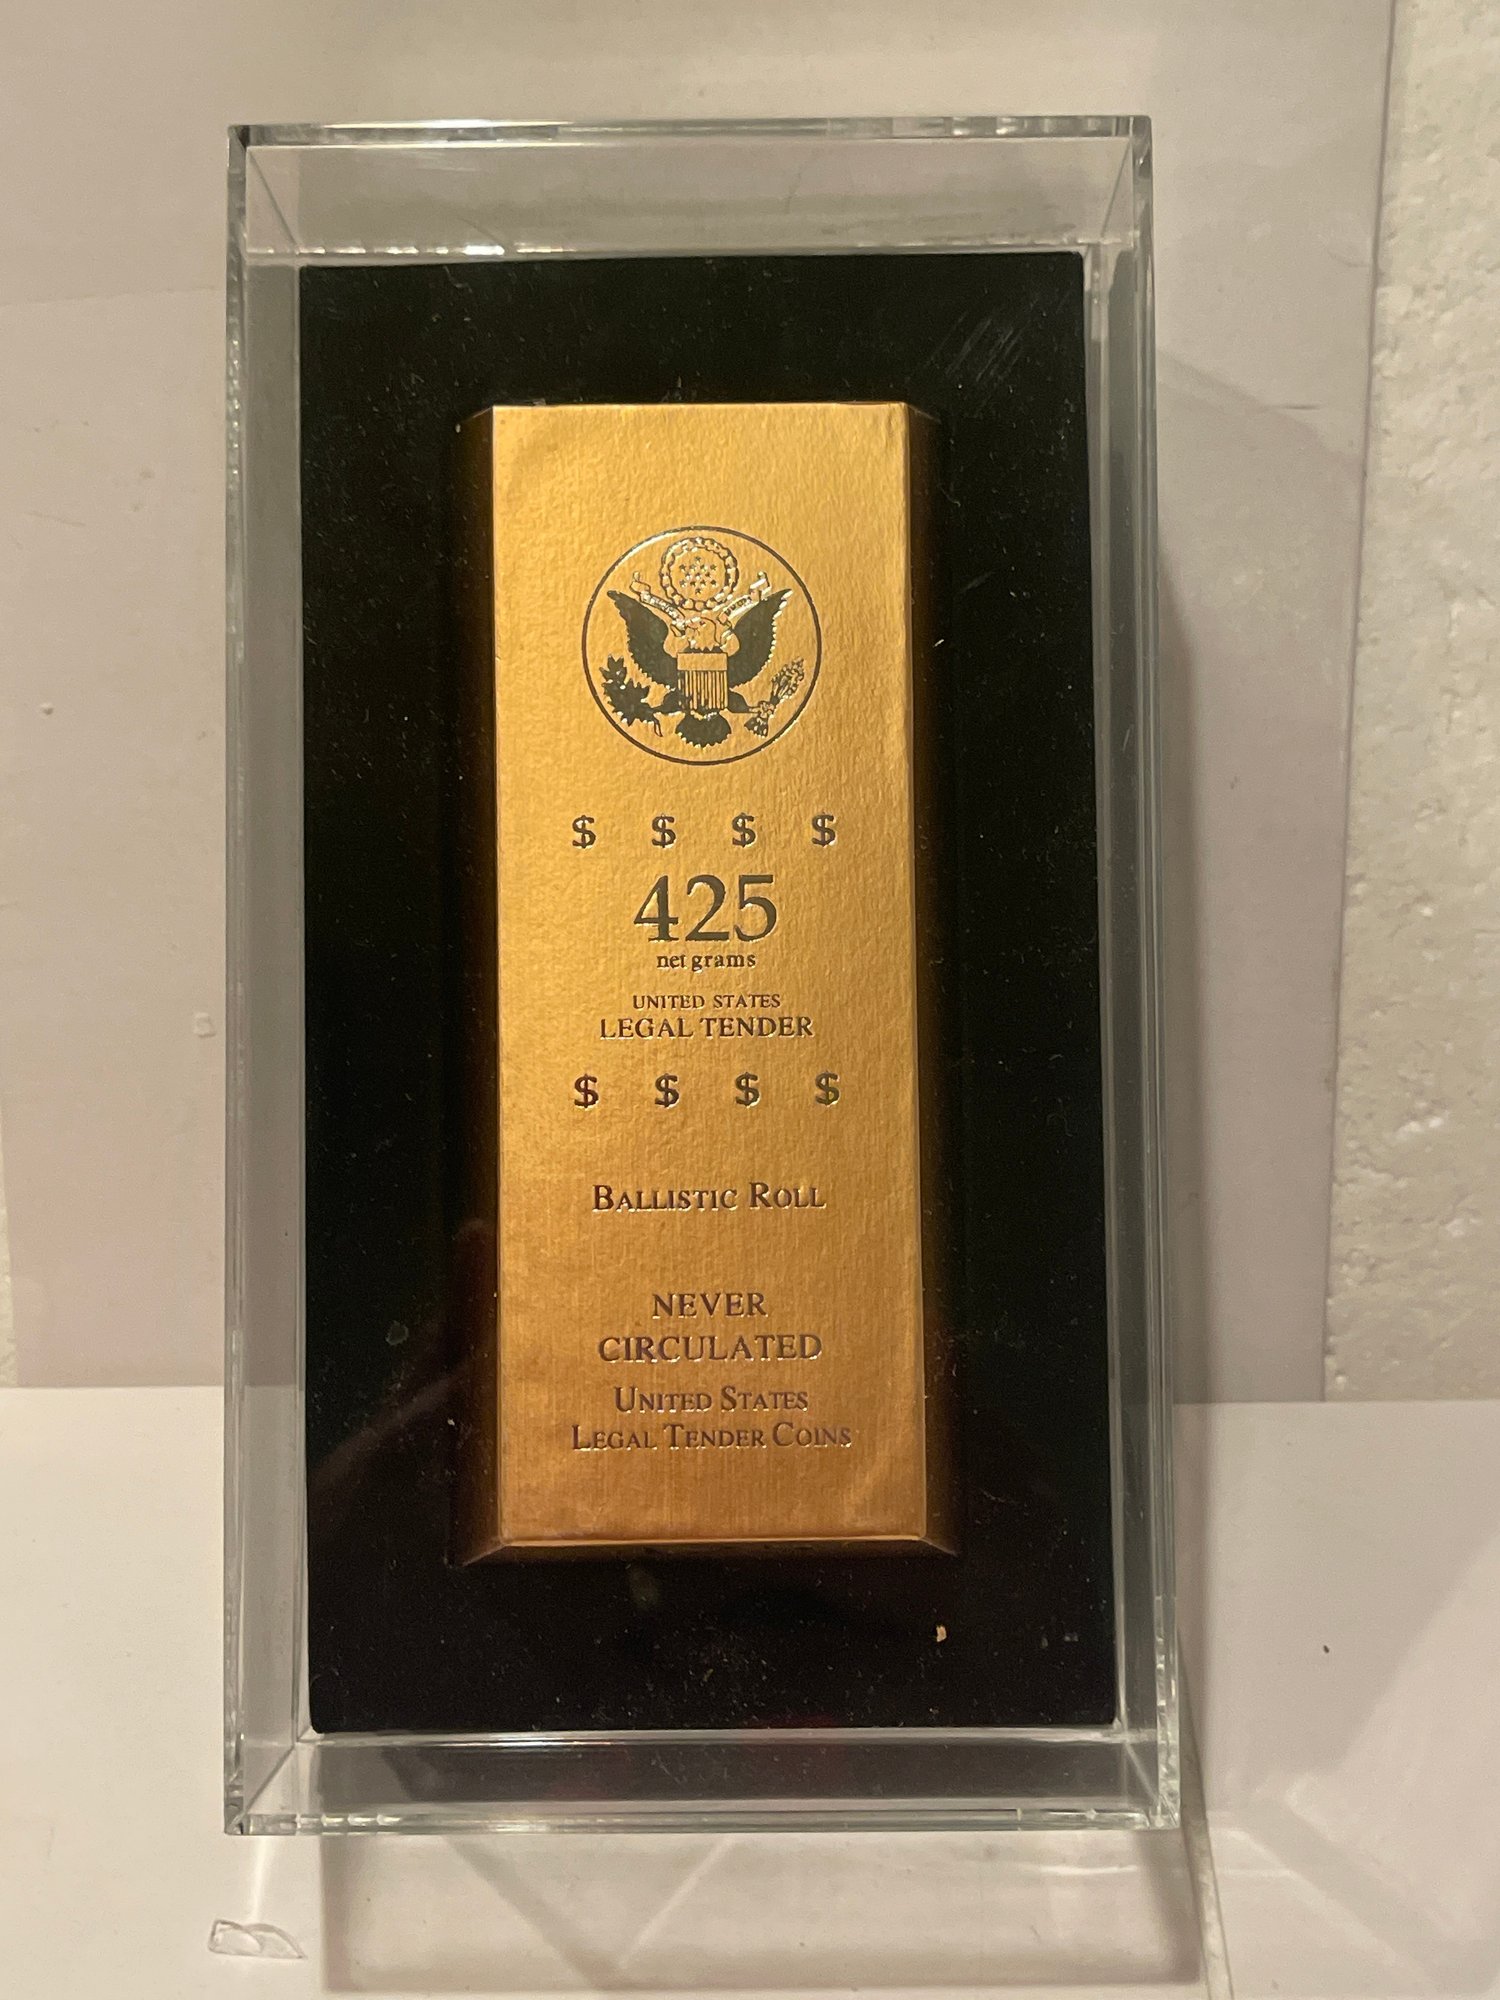 $ $ $ $
425
net grams
UNITED STATES
LEGAL TENDER
$ $ $ $
BALLISTIC ROLL
NEVER
CIRCULATED
UNITED STATES
LEGAL TENDER COINS